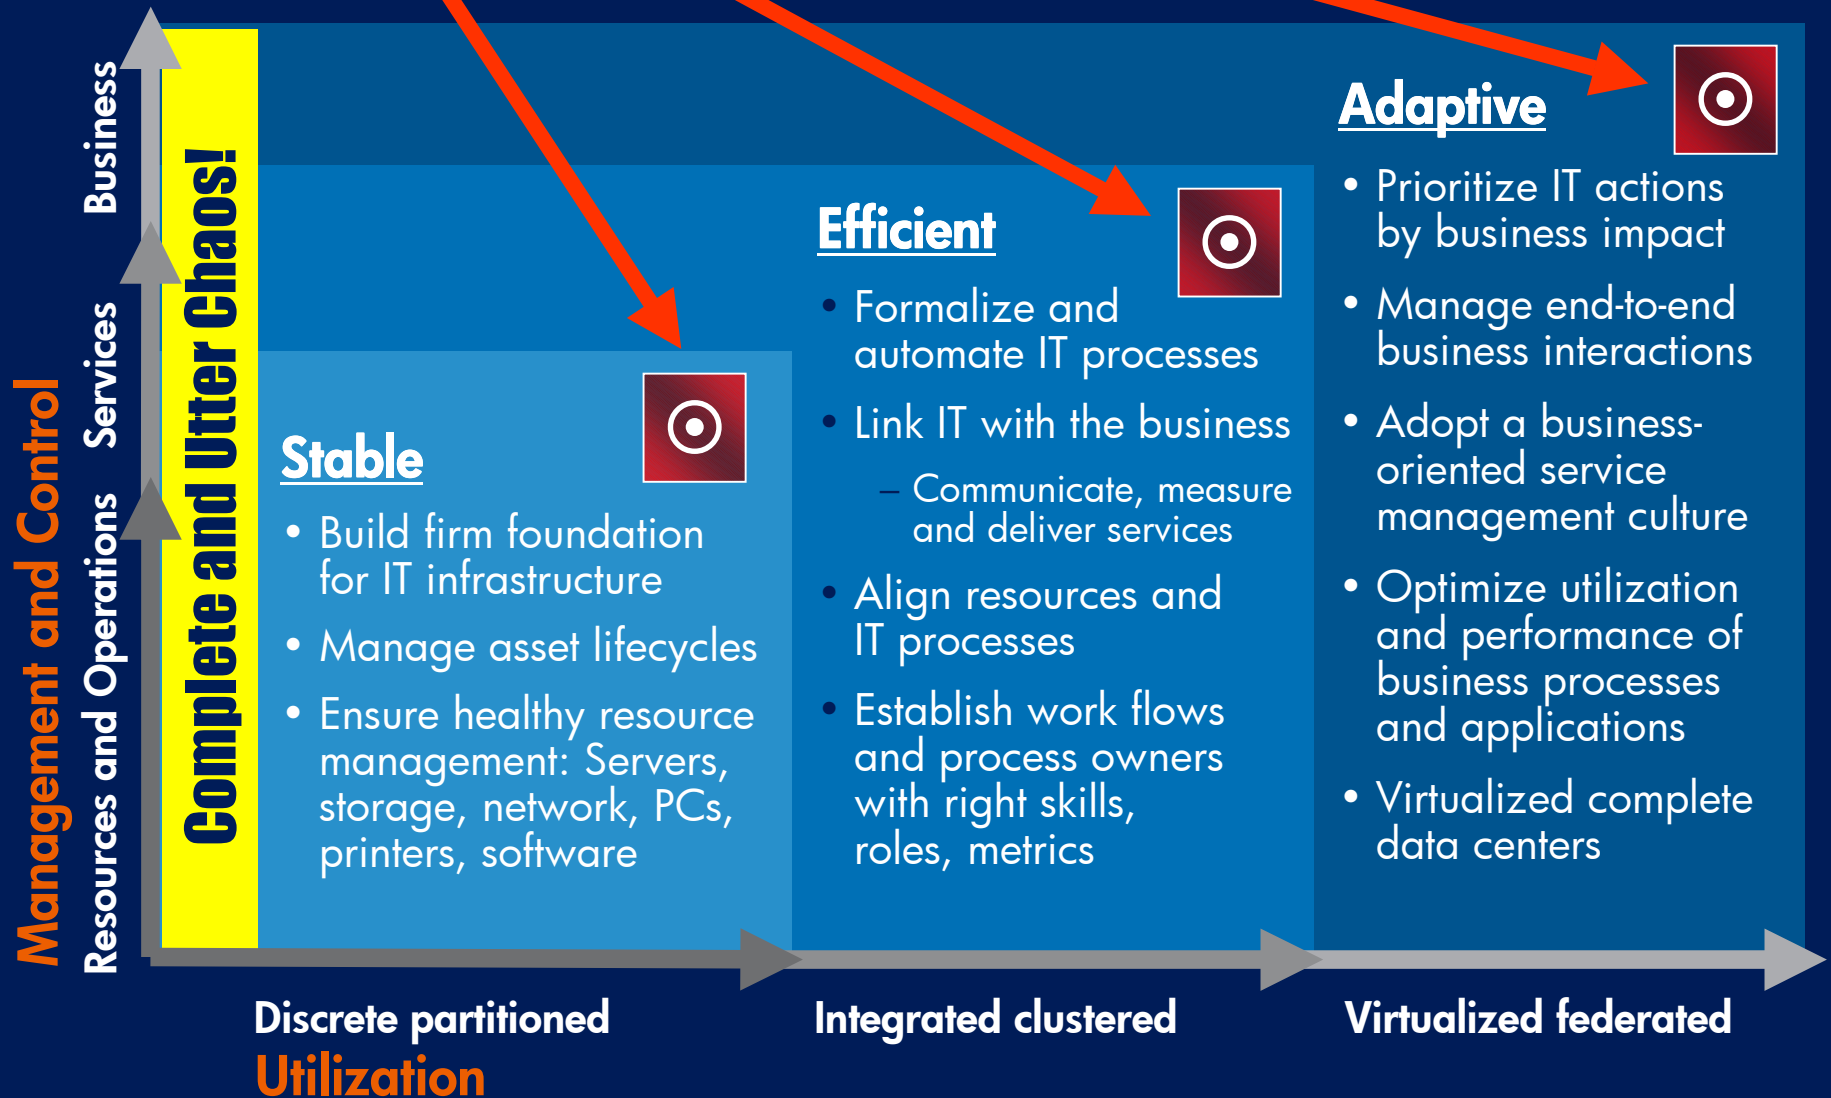 Management and Control
Resources and Operations
Services
Business
Complete and Utter Chaos!
Stable
• Build firm foundation
for IT infrastructure
• Manage asset lifecycles
• Ensure healthy resource
management: Servers,
storage, network, PCs,
printers, software
Efficient
• Formalize and
automate IT processes
• Link IT with the business
– Communicate, measure
and deliver services
• Align resources and
IT processes
• Establish work flows
and process owners
with right skills,
roles, metrics
Adaptive
• Prioritize IT actions
by business impact
• Manage end-to-end
business interactions
• Adopt a business-
oriented service
management culture
• Optimize utilization
and performance of
business processes
and applications
• Virtualized complete
data centers
Discrete partitioned
Integrated clustered
Virtualized federated
Utilization